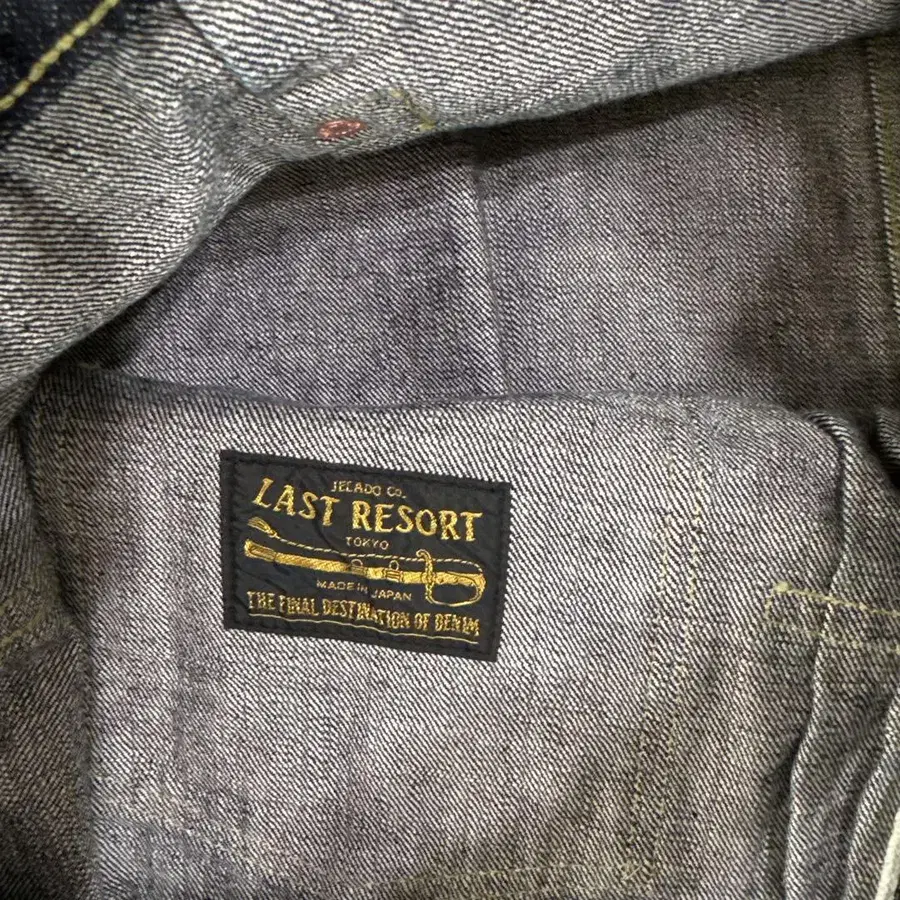 JELADO CO.
LAST RESORT
TOKYO
MADE IN JAPAN
THE FINAL DESTINATION OF DENIM